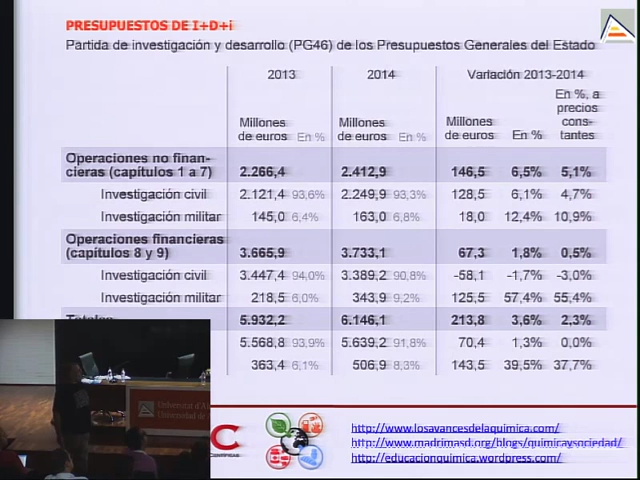 PRESUPUESTOS DE I+D+i
Partida de investigación y desarrollo (PG46) de los Presupuestos Generales del Estado
2013 2014 Variación 2013-2014
Millones de euros En % Millones de euros En % Millones de euros En % En %, a precios cons- tantes
Operaciones no finan-
cieras (capítulos 1 a 7) 2.266,4 2.412,9 146,5 6,5% 5,1%
Investigación civil 2.121,4 93,6% 2.249,9 93,3% 128,5 6,1% 4,7%
Investigación militar 145,0 6,4% 163,0 6,8% 18,0 12,4% 10,9%
Operaciones financieras
(capítulos 8 y 9) 3.665,9 3.733,1 67,3 1,8% 0,5%
Investigación civil 3.447,4 94,0% 3.389,2 90,8% -58,1 -1,7% -3,0%
Investigación militar 218,5 6,0% 343,9 9,2% 125,5 57,4% 55,4%
Totales 5.932,2 6.146,1 213,8 3,6% 2,3%
5.568,8 93,9% 5.639,2 91,8% 70,4 1,3% 0,0%
363,4 6,1% 506,9 8,3% 143,5 39,5% 37,7%
C
http://www.losavancesdelaquimica.com/
http://www.madrimasd.org/blogs/quimicaysociedad/
http://educacionquimica.wordpress.com/